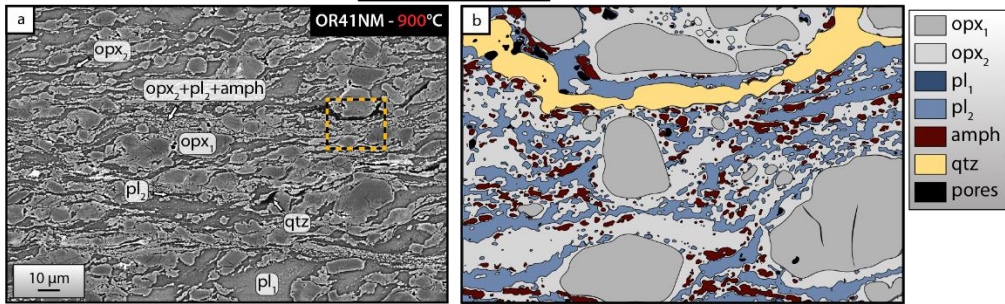 a
OR41NM - 900°C
opx₂
opx₂+pl₂+amph
opx₁
pl₂
qtz
pl₁
10 µm
b
opx₁
opx₂
pl₁
pl₂
amph
qtz
pores